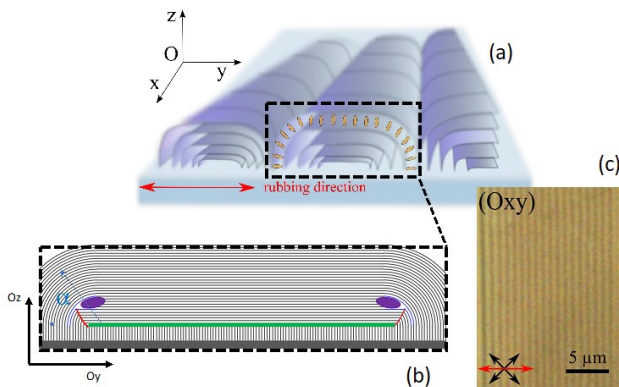 z
(a)
O
y
x
(c)
rubbing direction
(Oxy)
Oz
α
5 µm
Oy
(b)